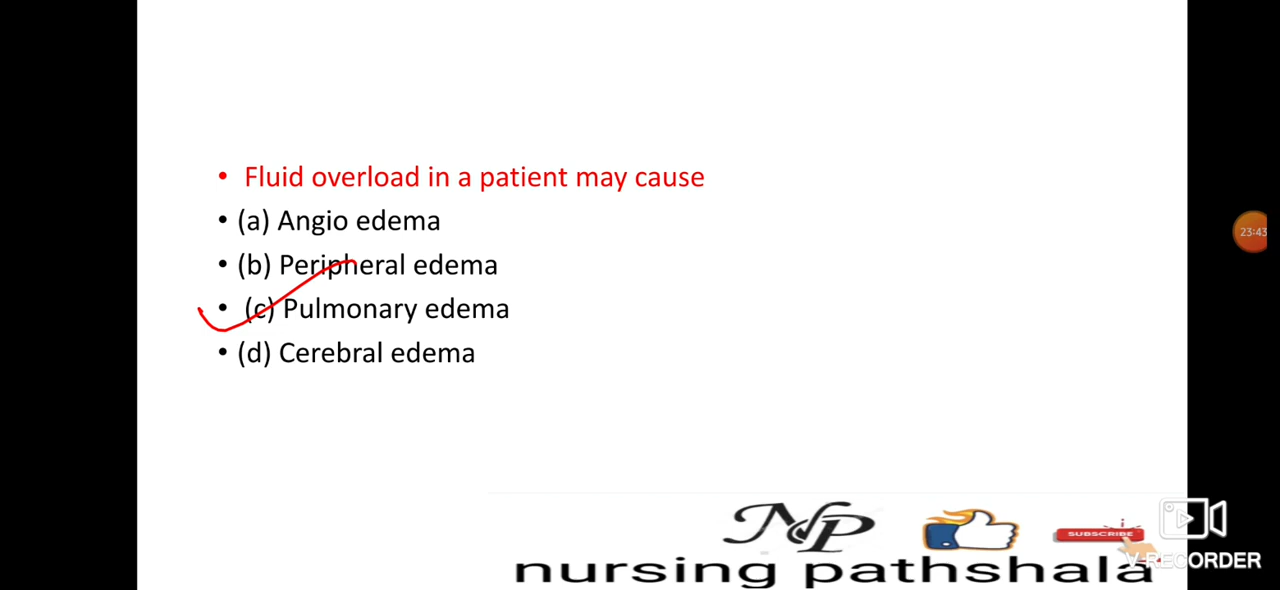 • Fluid overload in a patient may cause
• (a) Angio edema
• (b) Peripheral edema
• (c) Pulmonary edema
• (d) Cerebral edema
23:43
NP
SUBSCRIBE
V RECORDER
nursing pathshala